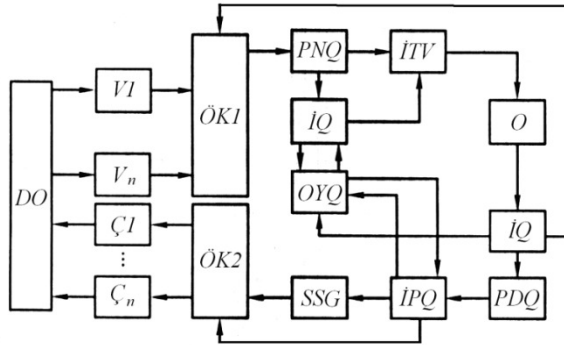 PNQ
İTV
V1
ÖK1
O
İQ
DO
Vn
OYQ
Ç1
İQ
ÖK2
Çn
SSG
İPQ
PDQ